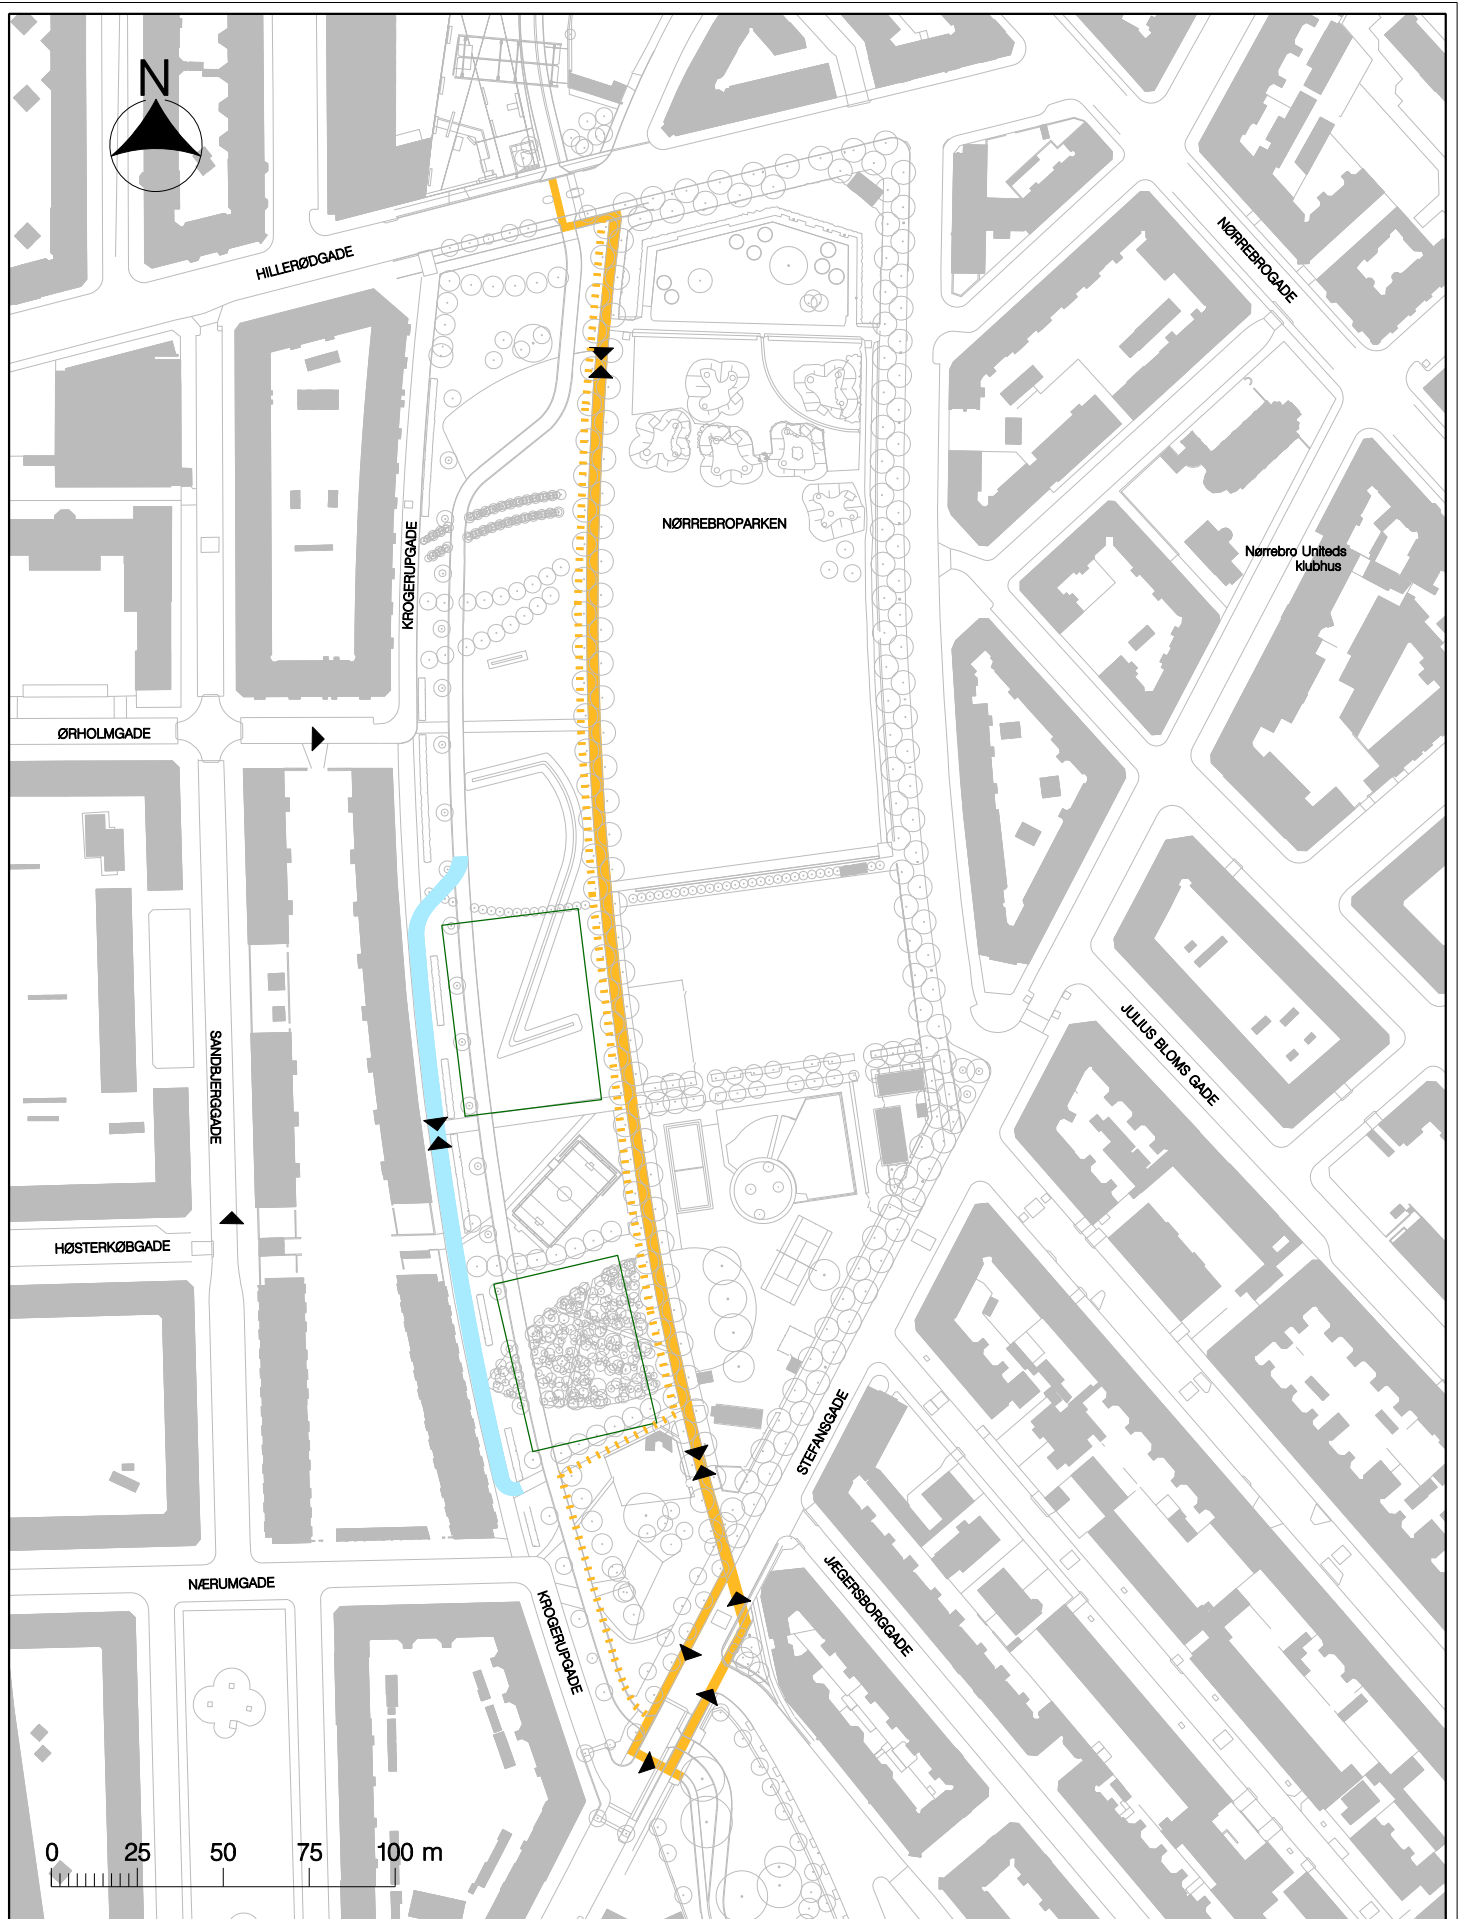 N
HILLERØDGADE
NØRREBROGADE
NØRREBROPARKEN
Nørrebro Uniteds
klubhus
KROGERUPGADE
ØRHOLMGADE
SANDBJERGGADE
JULIUS BLOMS GADE
HØSTERKØBGADE
STEFANSGADE
NÆRUMGADE
KROGERUPGADE
JÆGERSBORGGADE
0 25 50 75 100 m